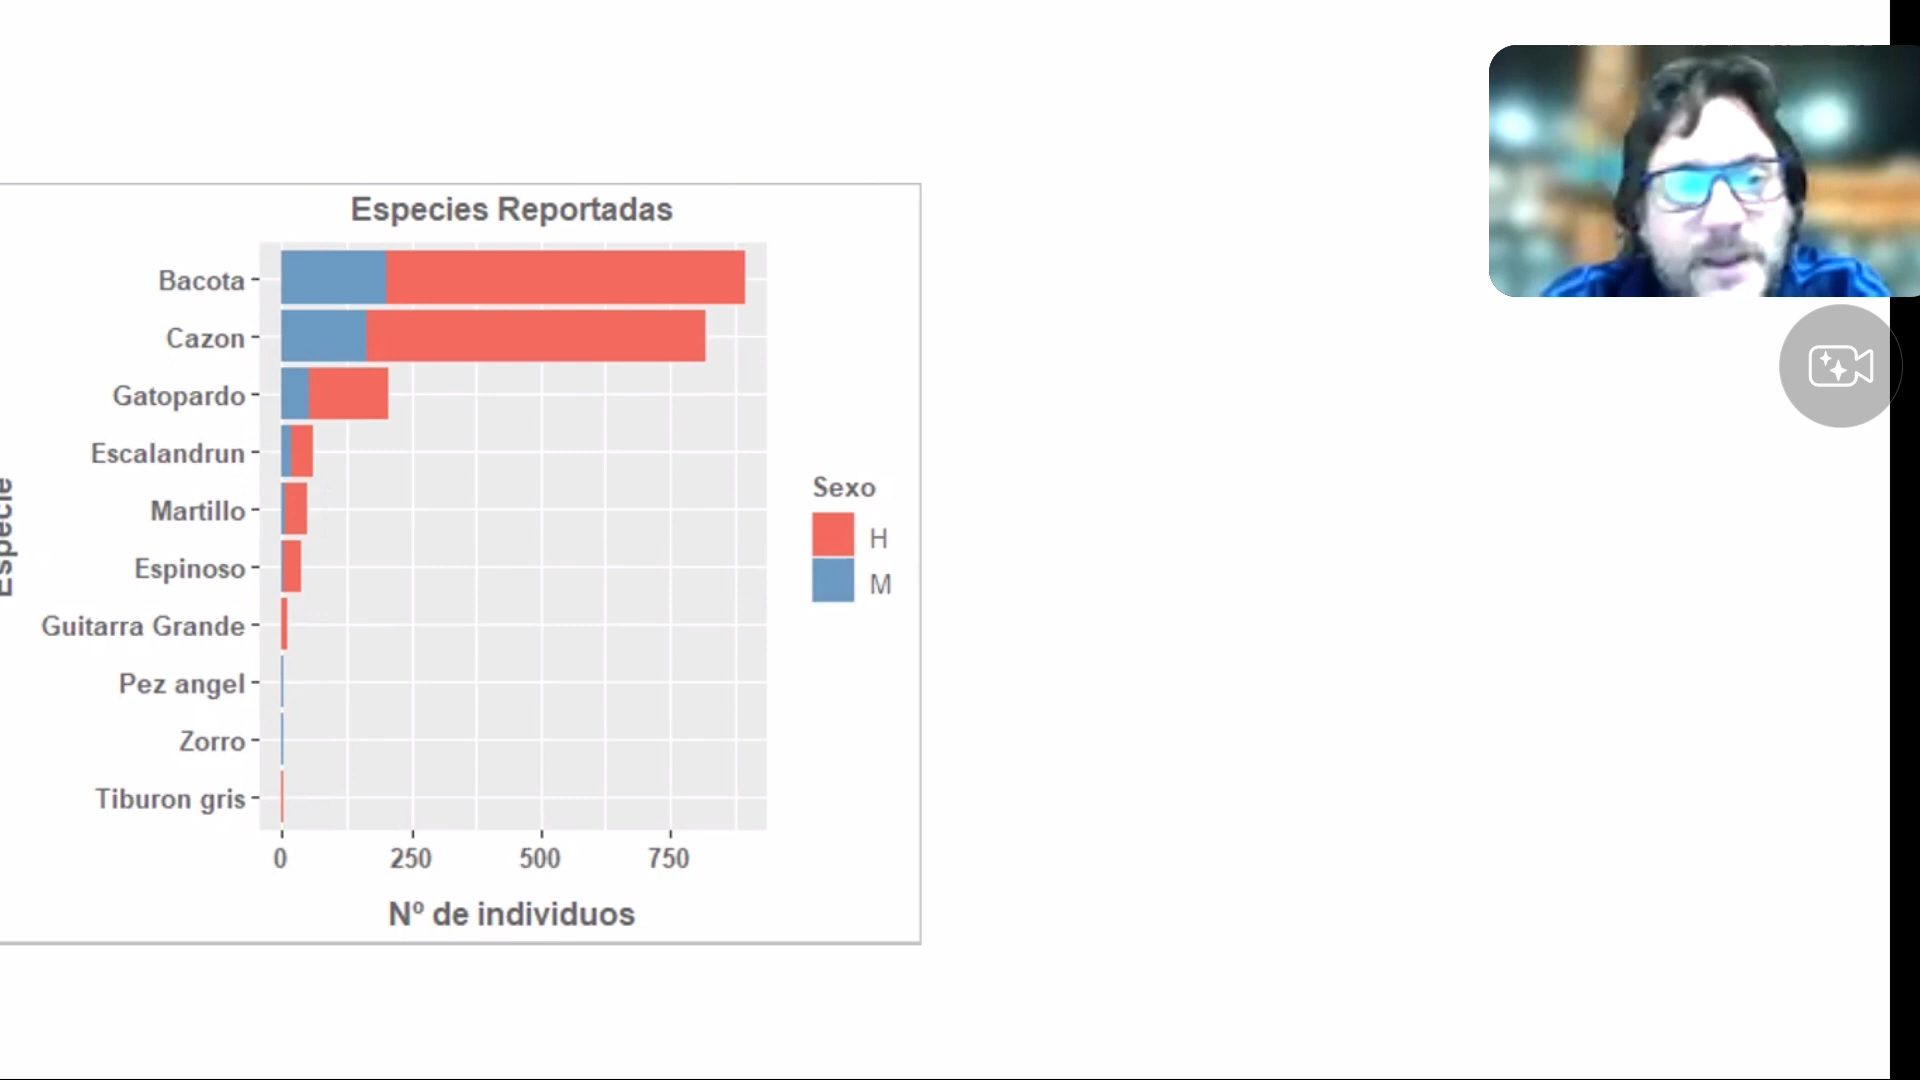 Especies Reportadas
Bacota
Cazon
Gatopardo
Escalandrun
Martillo
Espinoso
Guitarra Grande
Pez angel
Zorro
Tiburon gris
Especie
0 250 500 750
Nº de individuos
Sexo
H
M